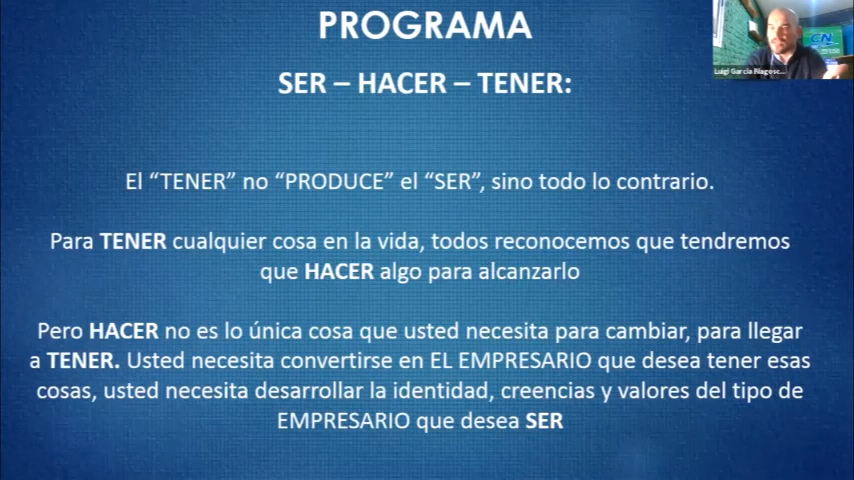 PROGRAMA
SER – HACER – TENER:
El “TENER” no “PRODUCE” el “SER”, sino todo lo contrario.
Para TENER cualquier cosa en la vida, todos reconocemos que tendremos
que HACER algo para alcanzarlo
Pero HACER no es lo única cosa que usted necesita para cambiar, para llegar
a TENER. Usted necesita convertirse en EL EMPRESARIO que desea tener esas
cosas, usted necesita desarrollar la identidad, creencias y valores del tipo de
EMPRESARIO que desea SER
CN
Luigi García